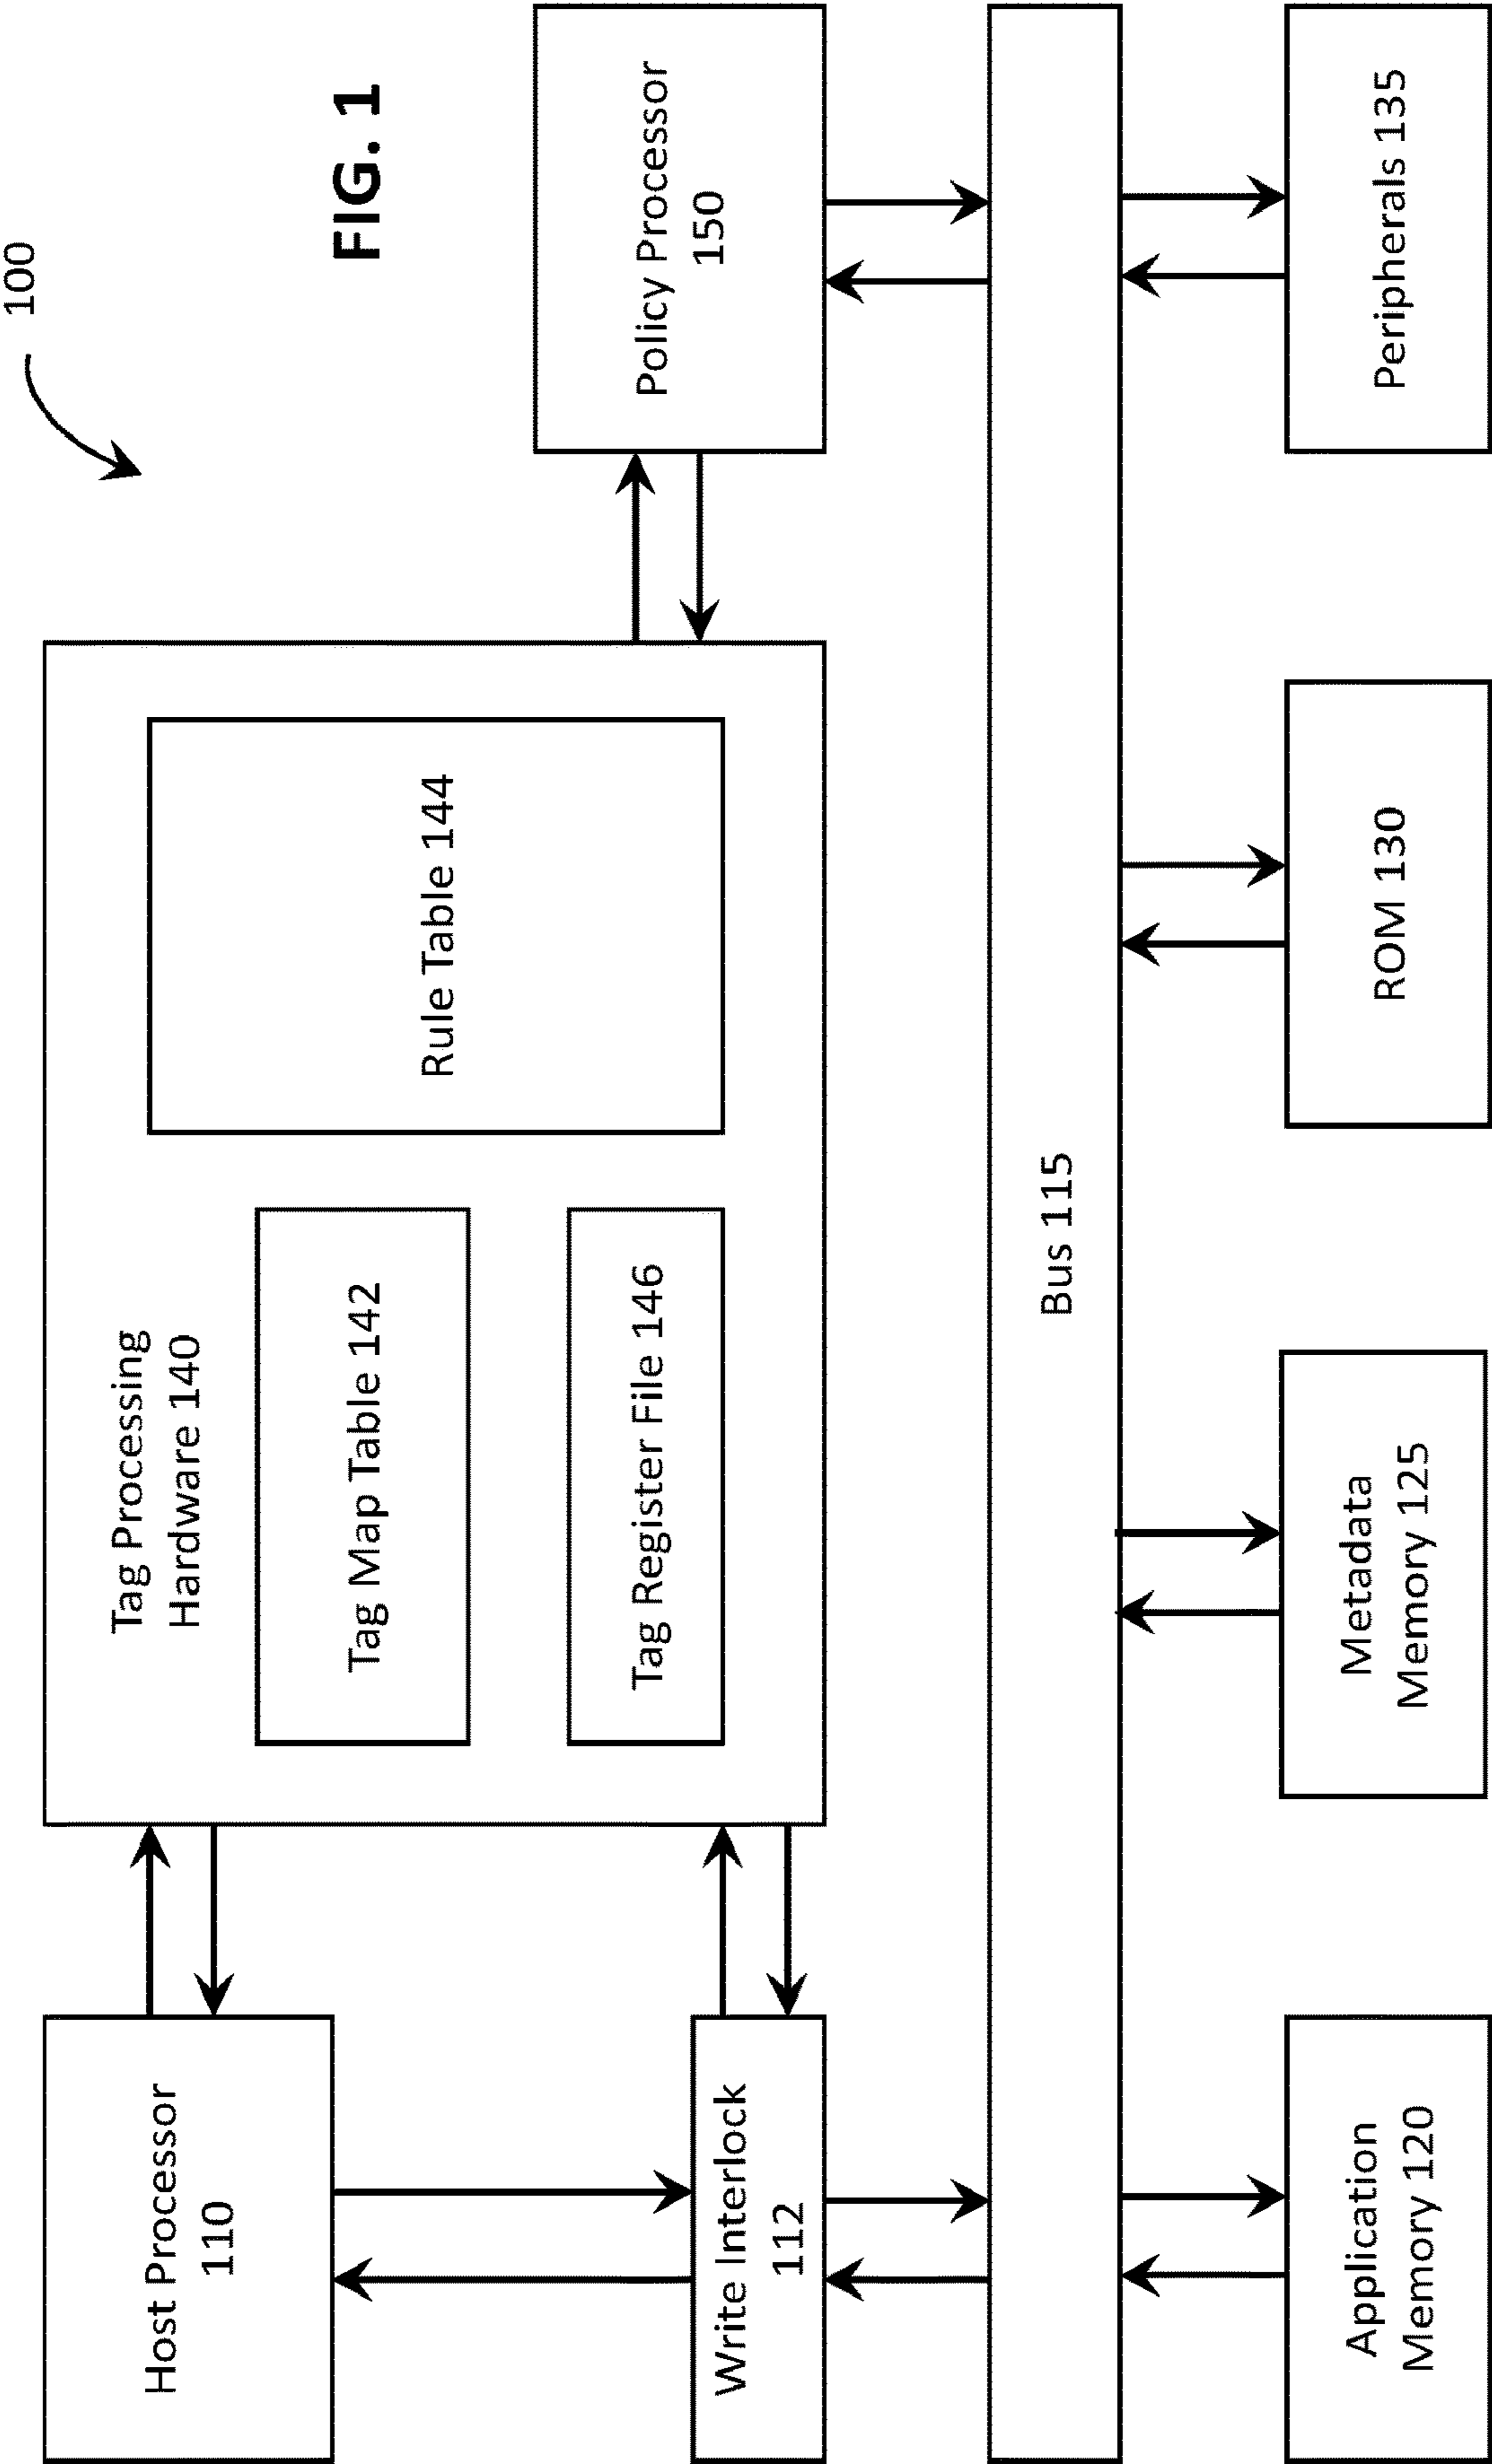 100
FIG. 1
Host Processor
110
Tag Processing
Hardware 140
Tag Map Table 142
Tag Register File 146
Rule Table 144
Policy Processor
150
Write Interlock
112
Bus 115
Application
Memory 120
Metadata
Memory 125
ROM 130
Peripherals 135